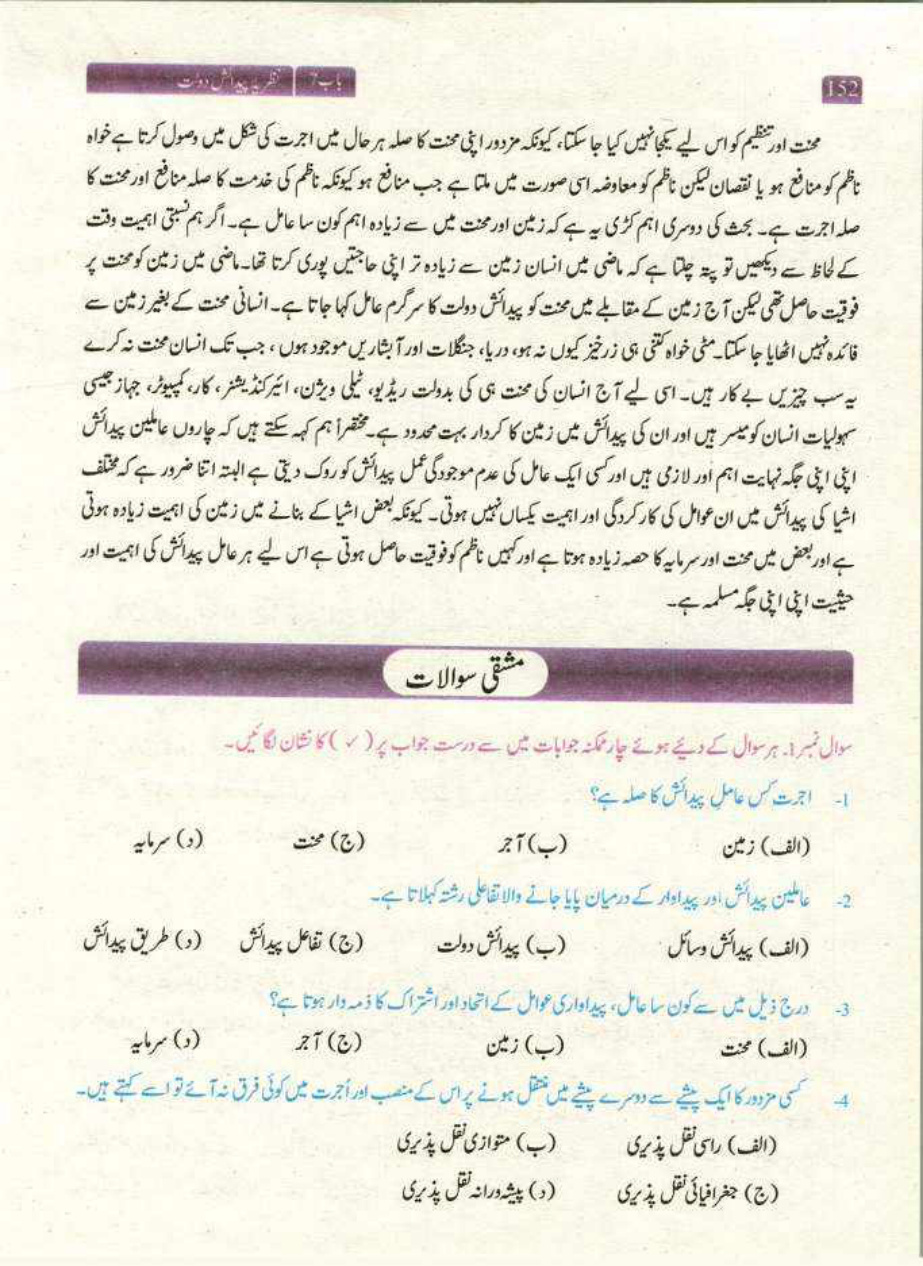 152
باب 7 نظریہ پیدائش دولت
محنت اور تنظیم کو اس لیے یکجا نہیں کیا جا سکتا، کیونکہ مزدور اپنی محنت کا صلہ ہر حال میں اجرت کی شکل میں وصول کرتا ہے خواہ
ناظم کو منافع ہو یا نقصان لیکن ناظم کو معاوضہ اسی صورت میں ملتا ہے جب منافع ہو کیونکہ ناظم کی خدمت کا صلہ منافع اور محنت کا
صلہ اجرت ہے۔ بحث کی دوسری اہم کڑی یہ ہے کہ زمین اور محنت میں سے زیادہ اہم کون سا عامل ہے۔ اگر ہم نسبتی اہمیت وقت
کے لحاظ سے دیکھیں تو پتہ چلتا ہے کہ ماضی میں انسان زمین سے زیادہ تر اپنی حاجتیں پوری کرتا تھا۔ ماضی میں زمین کو محنت پر
فوقیت حاصل تھی لیکن آج زمین کے مقابلے میں محنت کو پیدائش دولت کا سرگرم عامل کہا جاتا ہے۔ انسانی محنت کے بغیر زمین سے
فائدہ نہیں اٹھایا جا سکتا۔ مٹی خواہ کتنی ہی زرخیز کیوں نہ ہو، دریا، جنگلات اور آبشاریں موجود ہوں، جب تک انسان محنت نہ کرے
یہ سب چیزیں بے کار ہیں۔ اسی لیے آج انسان کی محنت ہی کی بدولت ریڈیو، ٹیلی ویژن، ائیرکنڈیشنر، کار، کمپیوٹر، جہاز جیسی
سہولیات انسان کو میسر ہیں اور ان کی پیدائش میں زمین کا کردار بہت محدود ہے۔ مختصراً ہم کہہ سکتے ہیں کہ چاروں عاملین پیدائش
اپنی اپنی جگہ نہایت اہم اور لازمی ہیں اور کسی ایک عامل کی عدم موجودگی عمل پیدائش کو روک دیتی ہے البتہ اتنا ضرور ہے کہ مختلف
اشیا کی پیدائش میں ان عوامل کی کارکردگی اور اہمیت یکساں نہیں ہوتی۔ کیونکہ بعض اشیا کے بنانے میں زمین کی اہمیت زیادہ ہوتی
ہے اور بعض میں محنت اور سرمایہ کا حصہ زیادہ ہوتا ہے اور کہیں ناظم کو فوقیت حاصل ہوتی ہے اس لیے ہر عامل پیدائش کی اہمیت اور
حیثیت اپنی اپنی جگہ مسلمہ ہے۔
مشقی سوالات
سوال نمبر 1۔ ہر سوال کے دئیے ہوئے چار ممکنہ جوابات میں سے درست جواب پر (✓) کا نشان لگائیں۔
1- اجرت کس عاملِ پیدائش کا صلہ ہے؟
(الف) زمین (ب) آجر (ج) محنت (د) سرمایہ
2- عاملین پیدائش اور پیداوار کے درمیان پایا جانے والا تفاعلی رشتہ کہلاتا ہے۔
(الف) پیدائش وسائل (ب) پیدائش دولت (ج) تفاعل پیدائش (د) طریق پیدائش
3- درج ذیل میں سے کون سا عامل، پیداواری عوامل کے اتحاد اور اشتراک کا ذمہ دار ہوتا ہے؟
(الف) محنت (ب) زمین (ج) آجر (د) سرمایہ
4- کسی مزدور کا ایک پیشے سے دوسرے پیشے میں منتقل ہونے پر اس کے منصب اور اُجرت میں کوئی فرق نہ آئے تو اسے کہتے ہیں۔
(الف) راسی نقل پذیری (ب) متوازی نقل پذیری
(ج) جغرافیائی نقل پذیری (د) پیشہ ورانہ نقل پذیری